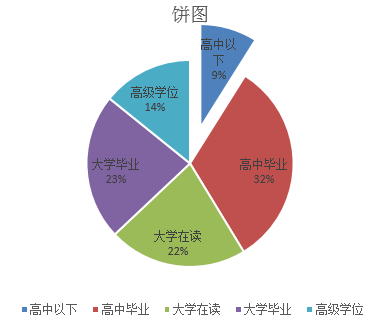 饼图
高中以
下
9%
高级学位
14%
高中毕业
32%
大学毕业
23%
大学在读
22%
高中以下 高中毕业 大学在读 大学毕业 高级学位